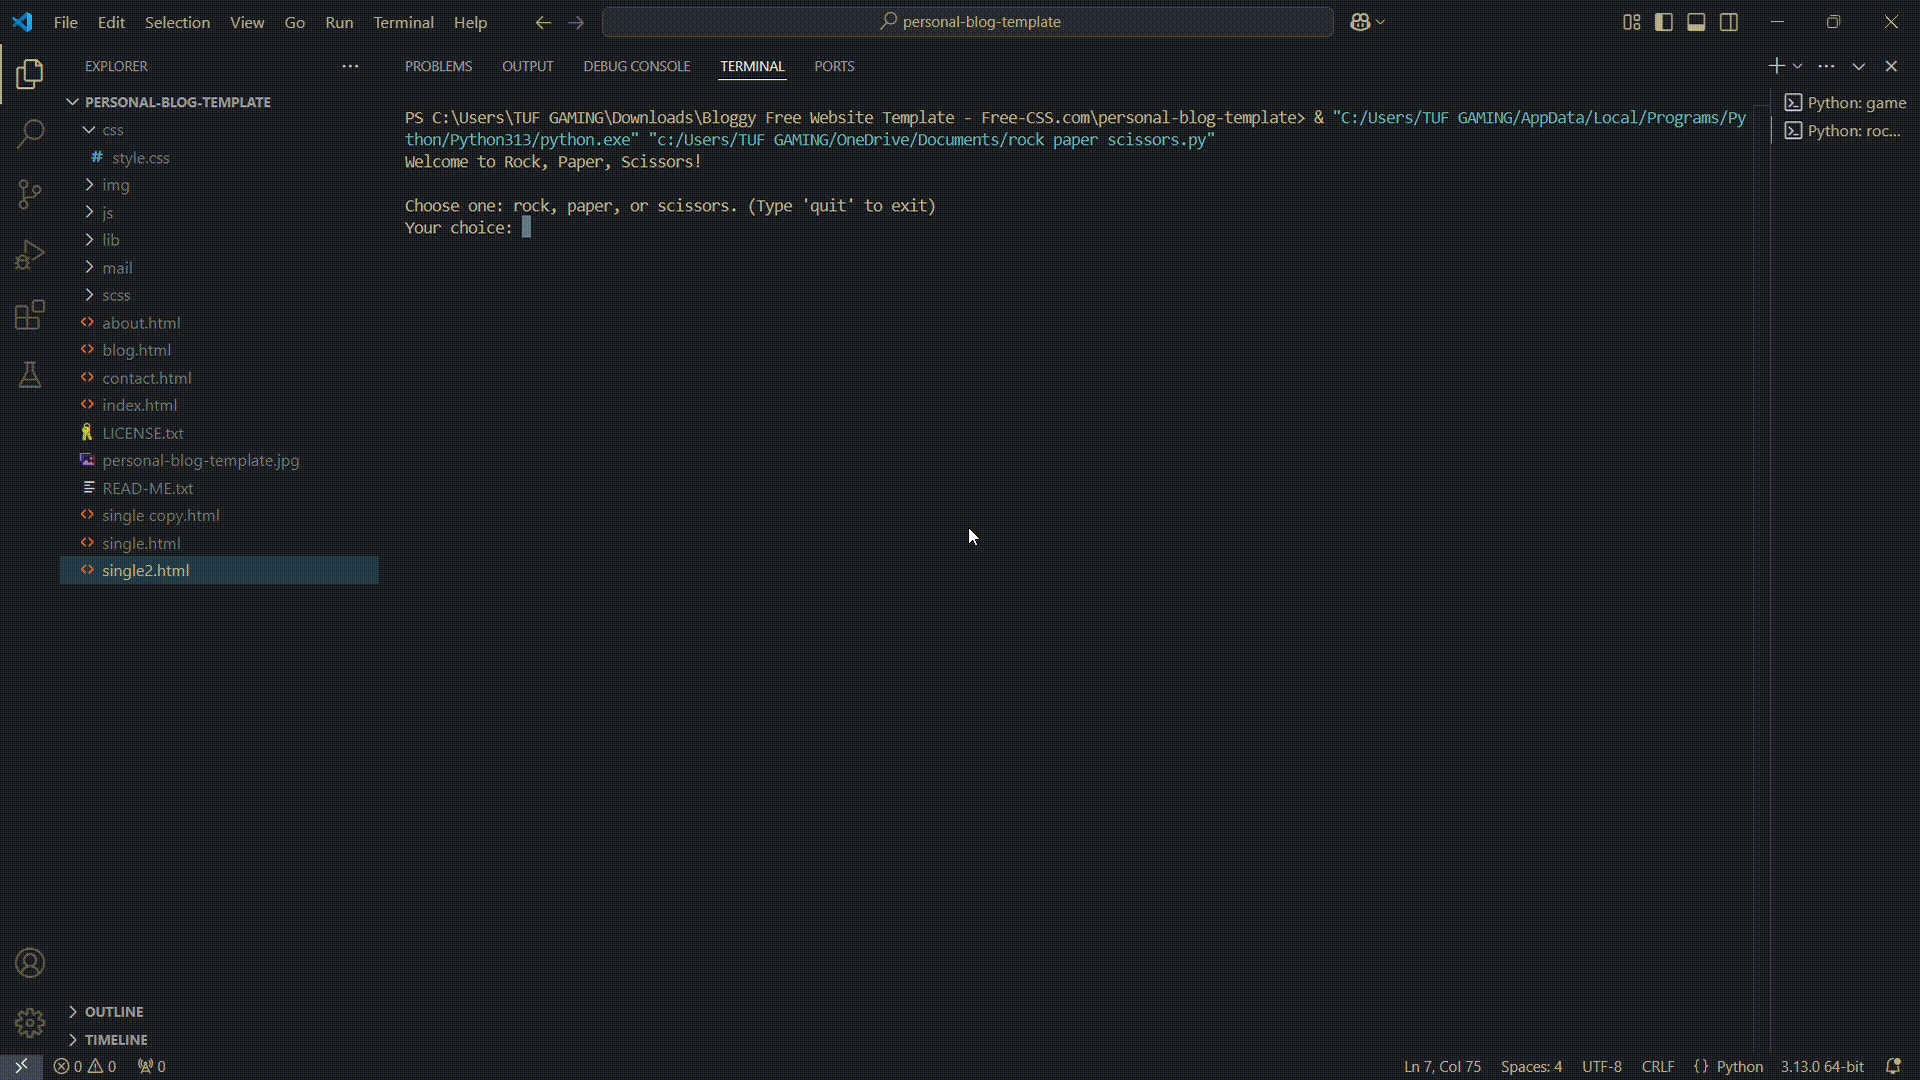 File Edit Selection View Go Run Terminal Help
personal-blog-template
EXPLORER
PROBLEMS OUTPUT DEBUG CONSOLE TERMINAL PORTS
PERSONAL-BLOG-TEMPLATE
css
# style.css
img
js
lib
mail
scss
<> about.html
<> blog.html
<> contact.html
<> index.html
LICENSE.txt
personal-blog-template.jpg
READ-ME.txt
<> single copy.html
<> single.html
<> single2.html
OUTLINE
TIMELINE
PS C:\Users\TUF GAMING\Downloads\Bloggy Free Website Template - Free-CSS.com\personal-blog-template> & "C:/Users/TUF GAMING/AppData/Local/Programs/Py
thon/Python313/python.exe" "c:/Users/TUF GAMING/OneDrive/Documents/rock paper scissors.py"
Welcome to Rock, Paper, Scissors!
Choose one: rock, paper, or scissors. (Type 'quit' to exit)
Your choice:
Python: game
Python: roc...
0 0 0
Ln 7, Col 75 Spaces: 4 UTF-8 CRLF {} Python 3.13.0 64-bit